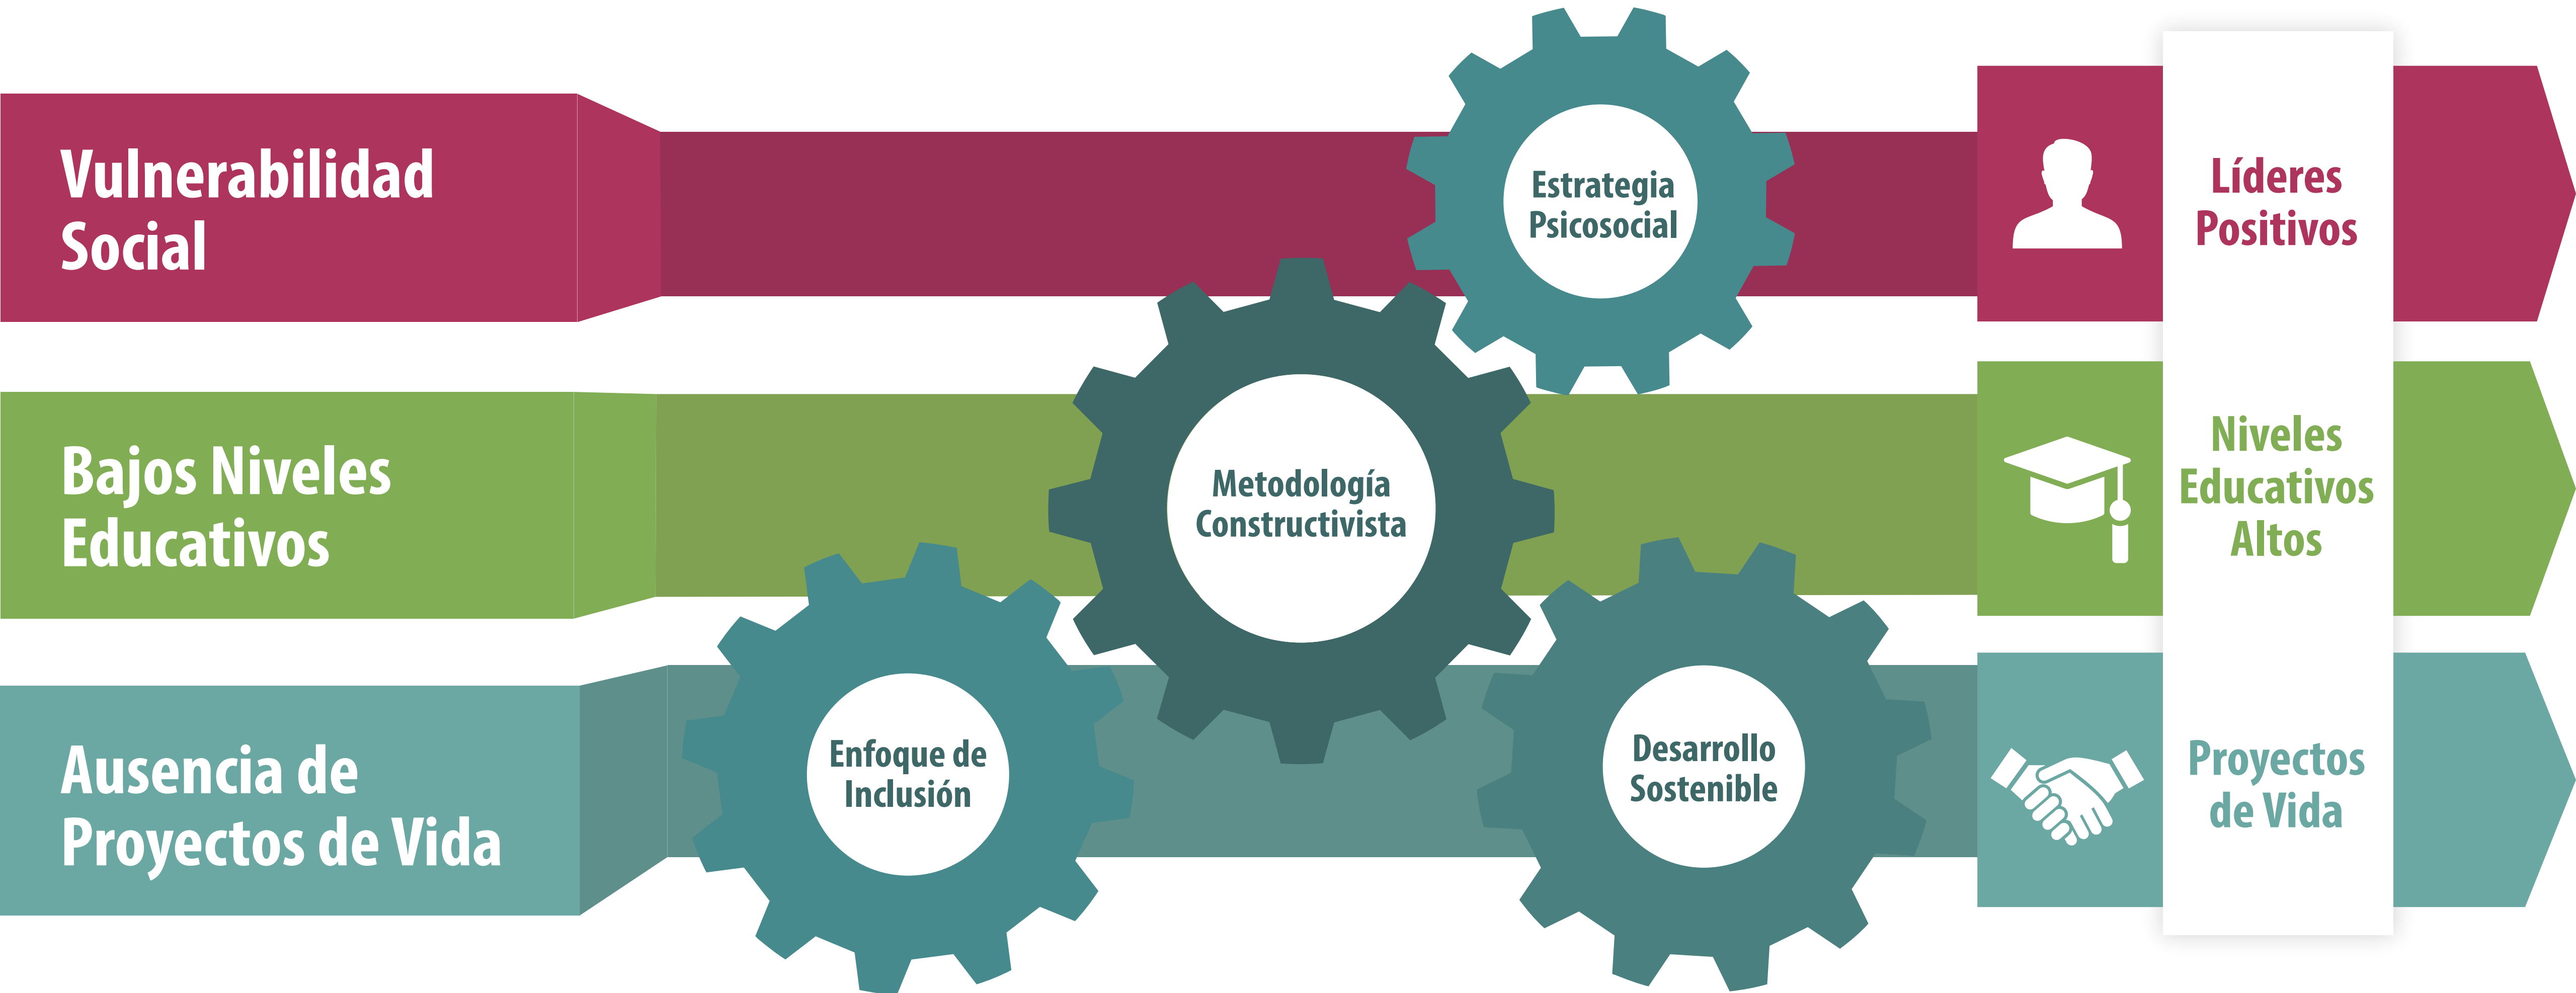 Vulnerabilidad
Social
Estrategia
Psicosocial
Líderes
Positivos
Bajos Niveles
Educativos
Metodología
Constructivista
Niveles
Educativos
Altos
Ausencia de
Proyectos de Vida
Enfoque de
Inclusión
Desarrollo
Sostenible
Proyectos
de Vida